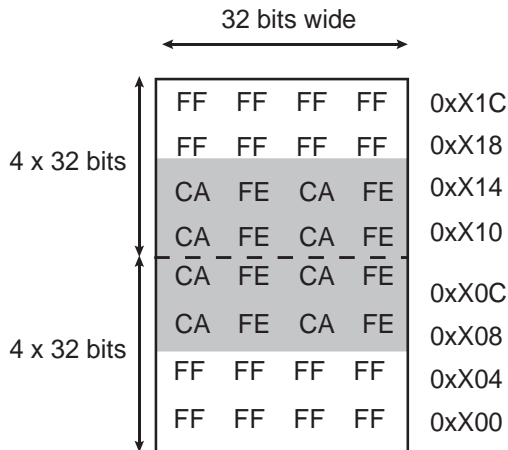 32 bits wide
FF FF FF FF 0xX1C
FF FF FF FF 0xX18
4 x 32 bits
CA FE CA FE 0xX14
CA FE CA FE 0xX10
CA FE CA FE 0xX0C
CA FE CA FE 0xX08
4 x 32 bits
FF FF FF FF 0xX04
FF FF FF FF 0xX00